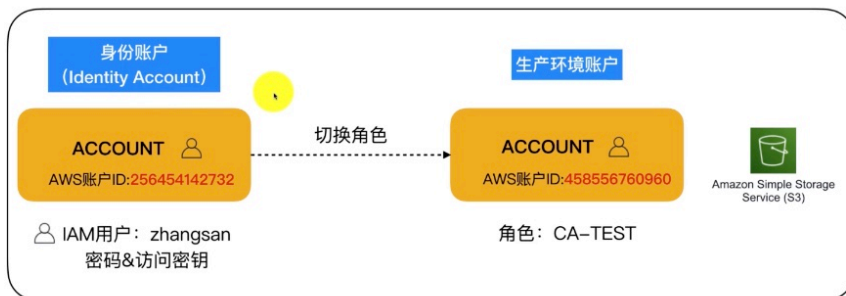 身份账户
（Identity Account）
生产环境账户
ACCOUNT
AWS账户ID:256454142732
切换角色
ACCOUNT
AWS账户ID:458556760960
Amazon Simple Storage
Service (S3)
IAM用户：zhangsan
密码&访问密钥
角色：CA-TEST